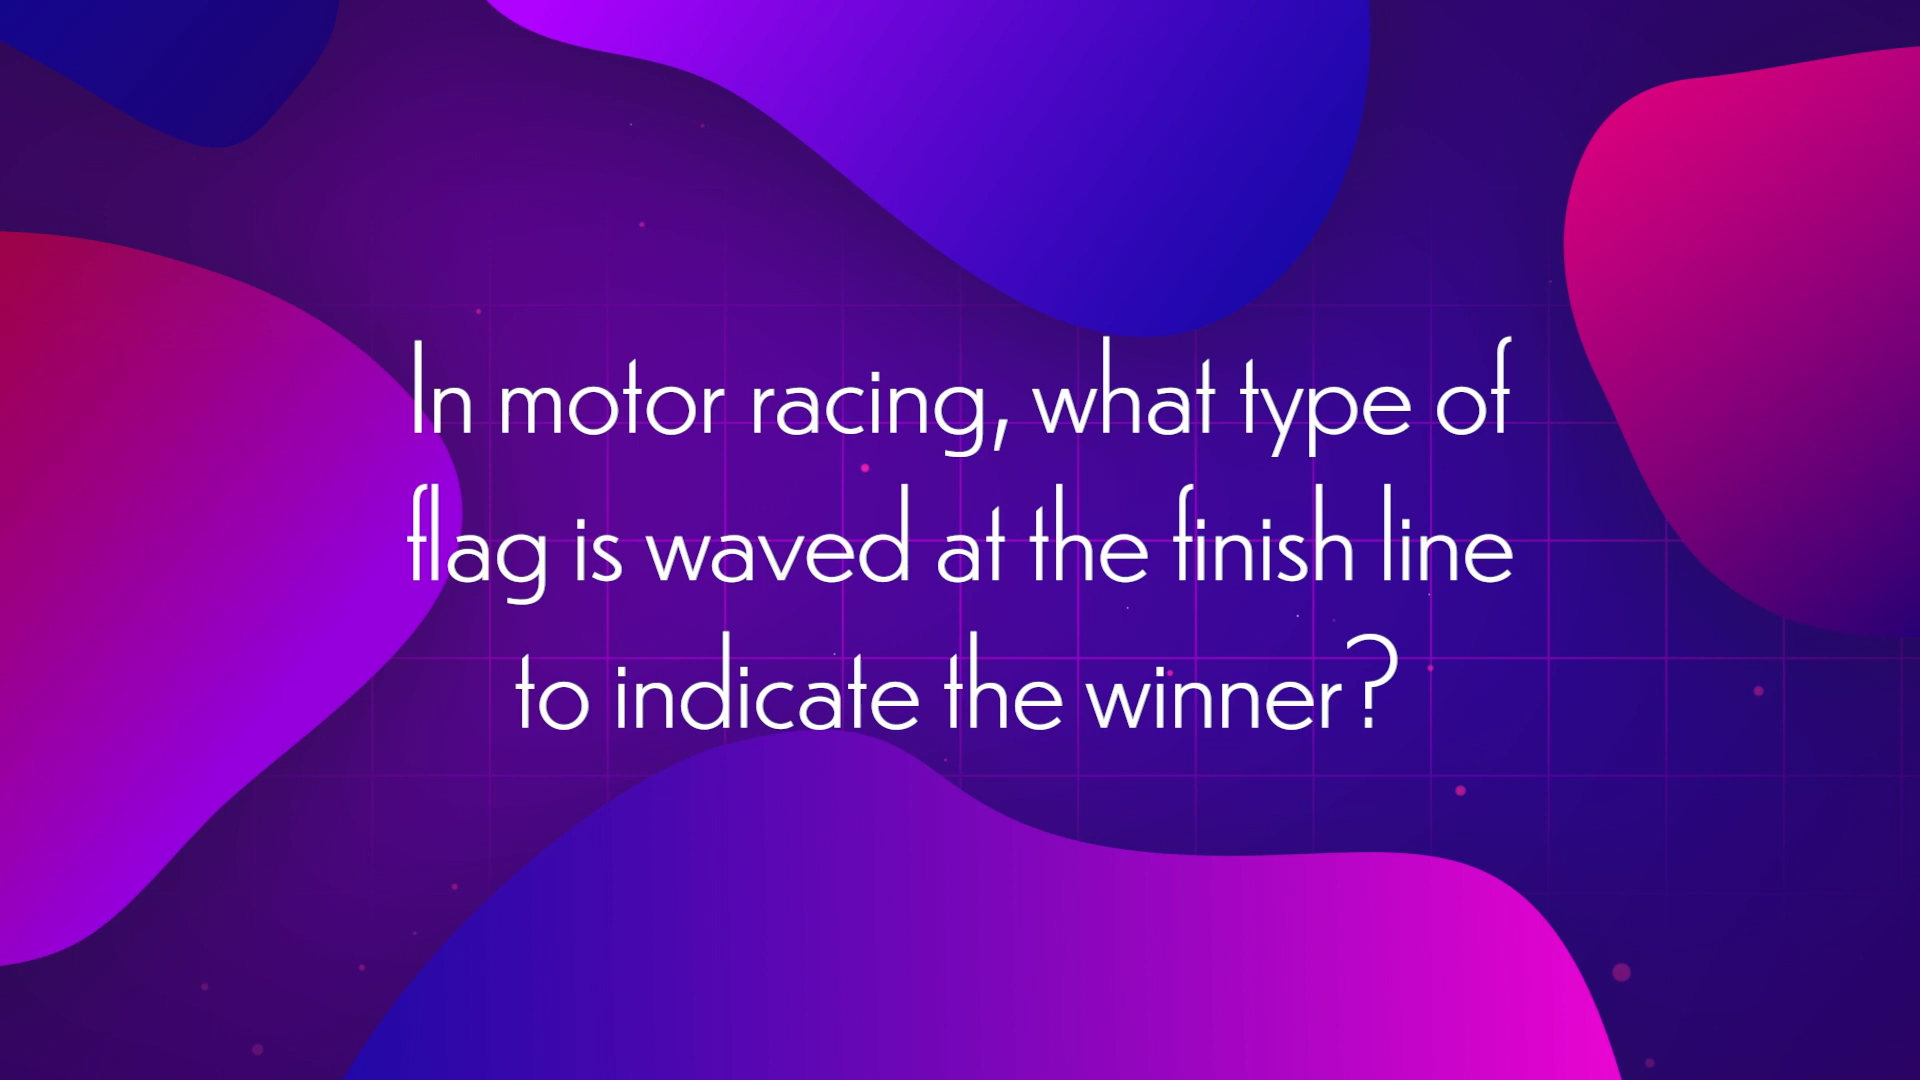 In motor racing, what type of
flag is waved at the finish line
to indicate the winner?